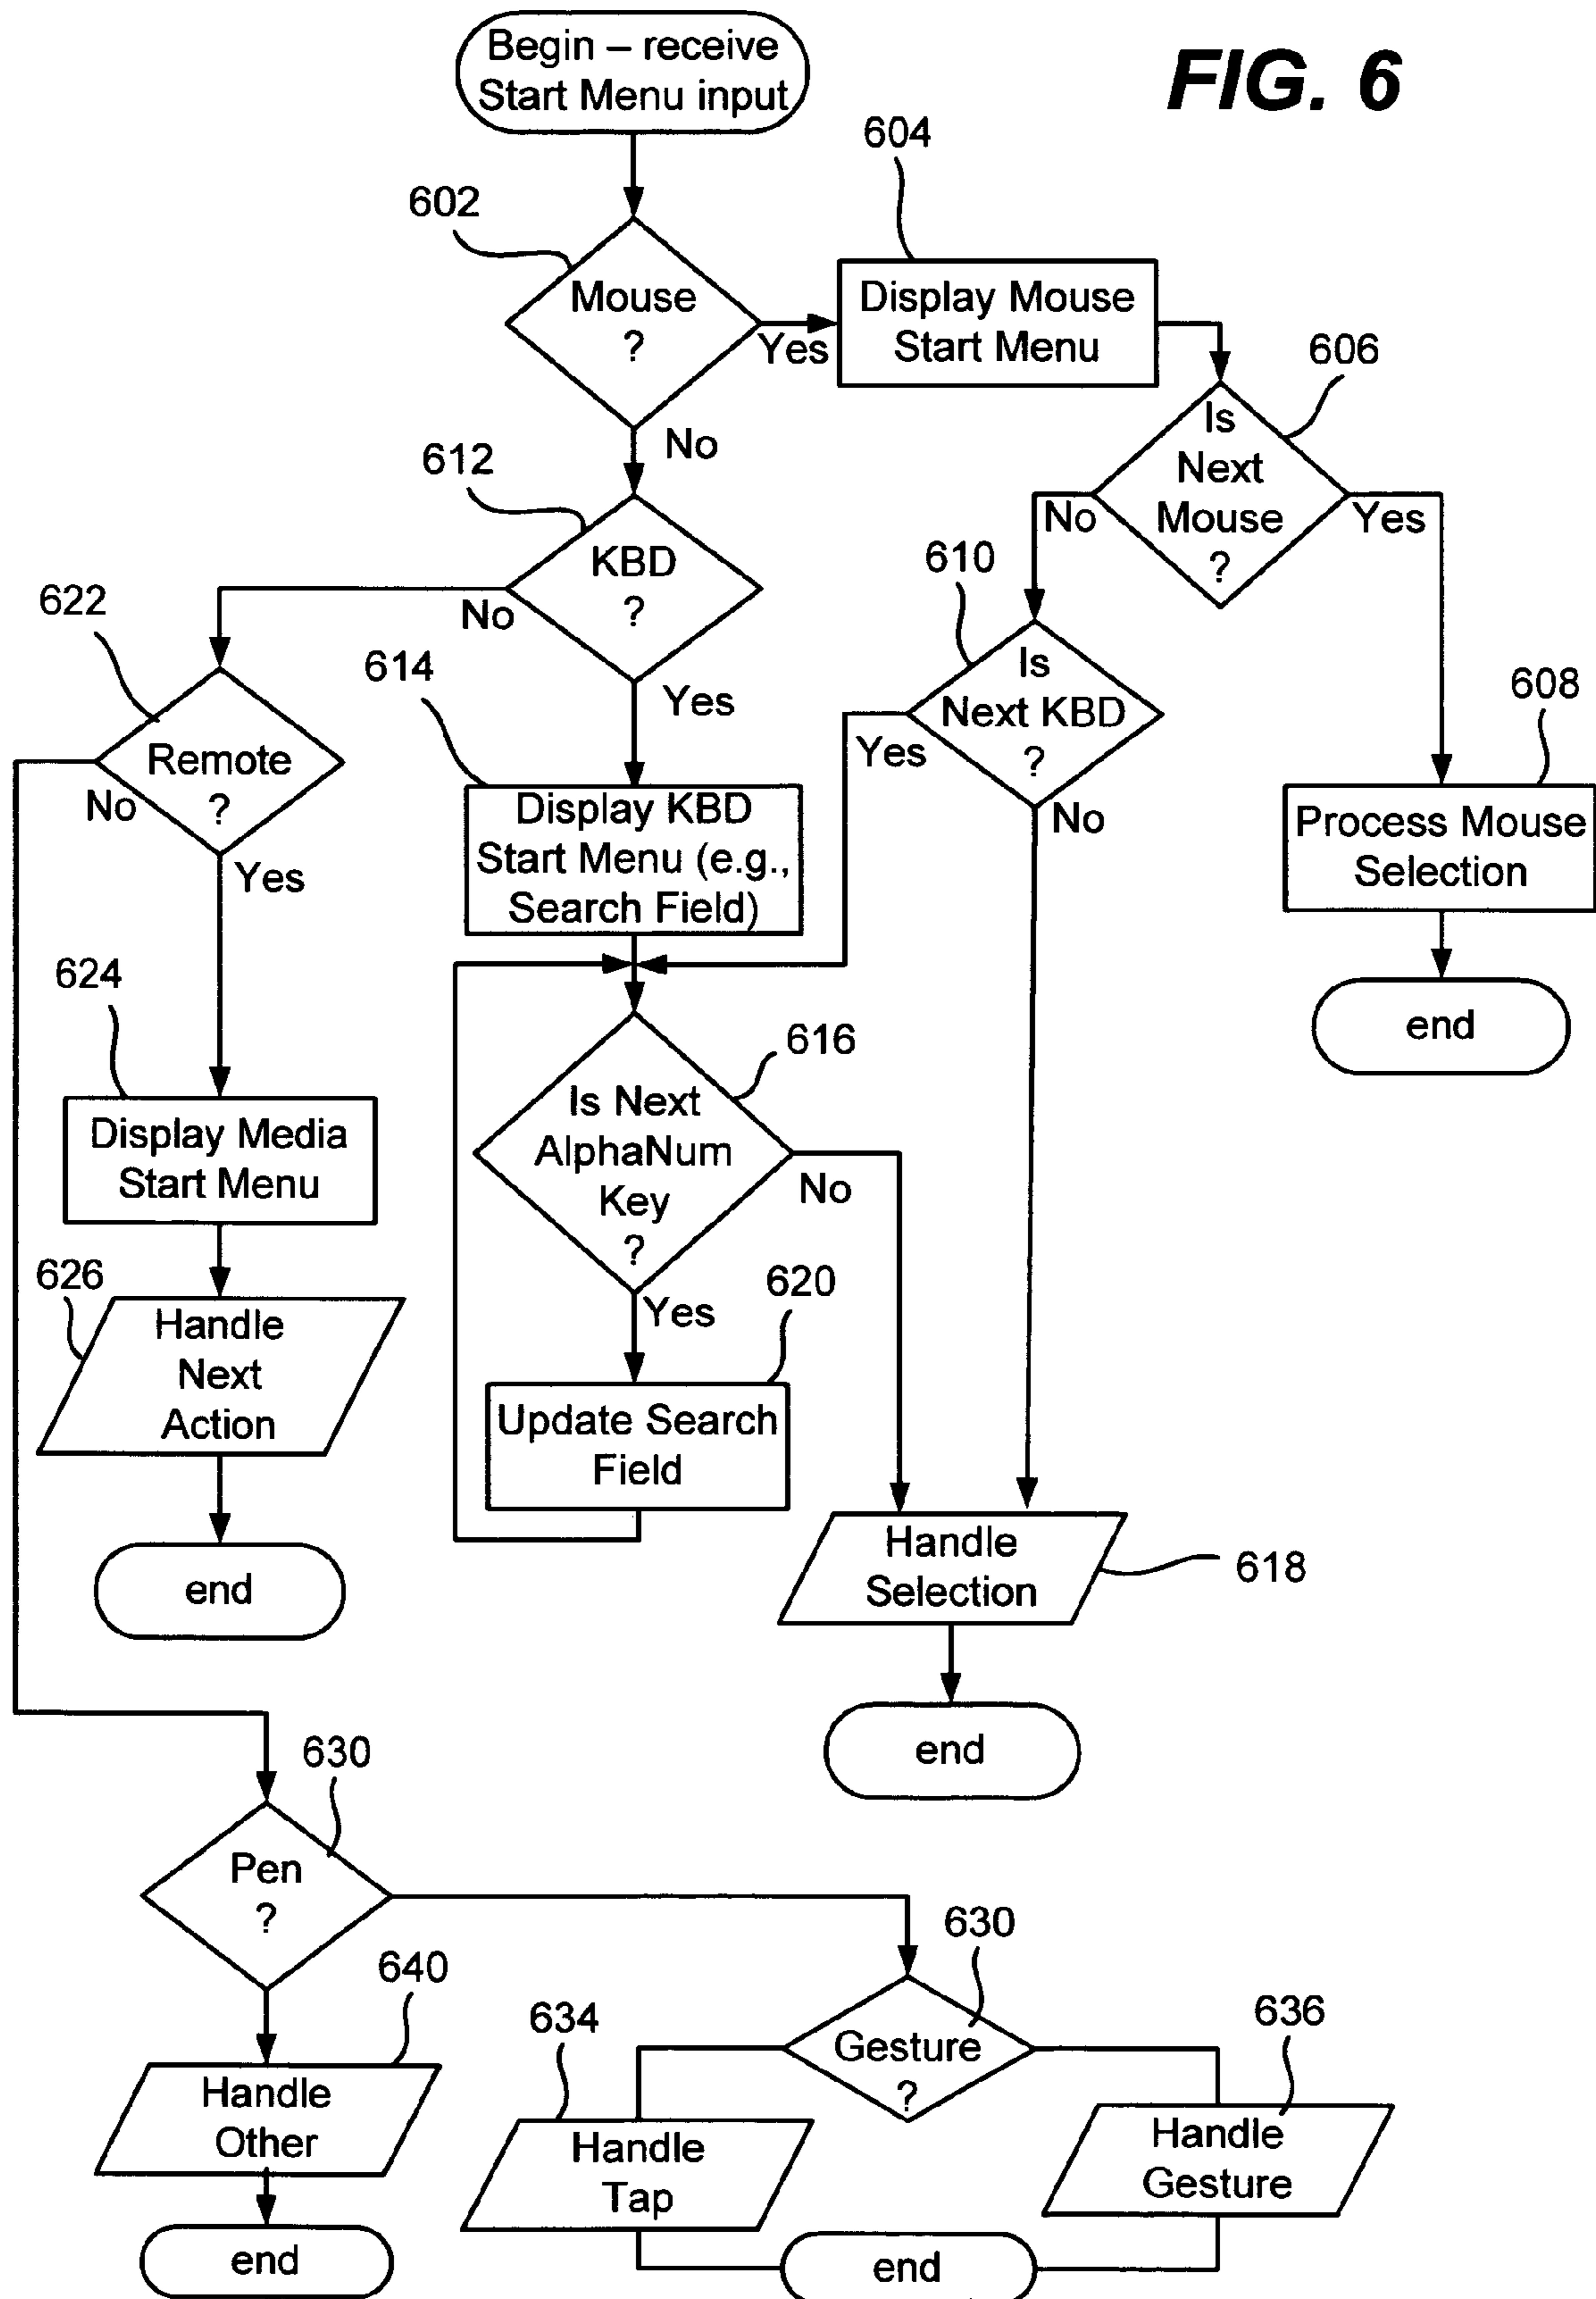 Begin – receive
Start Menu input
FIG. 6
604
602
Mouse
?
Yes
Display Mouse
Start Menu
606
No
Is
Next
Mouse
?
No
Yes
612
KBD
?
No
Yes
610
Is
Next KBD
?
Yes
No
622
Remote
?
No
Yes
614
Display KBD
Start Menu (e.g.,
Search Field)
608
Process Mouse
Selection
end
624
Display Media
Start Menu
616
Is Next
AlphaNum
Key
?
No
Yes
626
Handle
Next
Action
end
620
Update Search
Field
Handle
Selection
618
end
630
Pen
?
640
Handle
Other
end
630
Gesture
?
634
Handle
Tap
636
Handle
Gesture
end